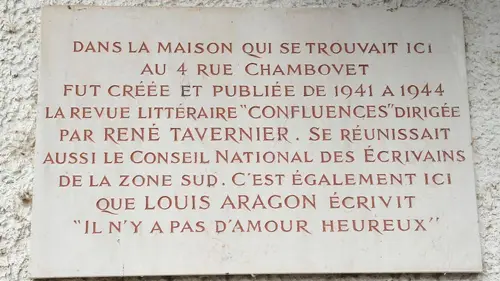 DANS LA MAISON QUI SE TROUVAIT ICI
AU 4 RUE CHAMBOVET
FUT CRÉÉE ET PUBLIÉE DE 1941 A 1944
LA REVUE LITTÉRAIRE "CONFLUENCES" DIRIGÉE
PAR RENÉ TAVERNIER. SE RÉUNISSAIT
AUSSI LE CONSEIL NATIONAL DES ÉCRIVAINS
DE LA ZONE SUD. C'EST ÉGALEMENT ICI
QUE LOUIS ARAGON ÉCRIVIT
"IL N'Y A PAS D'AMOUR HEUREUX"